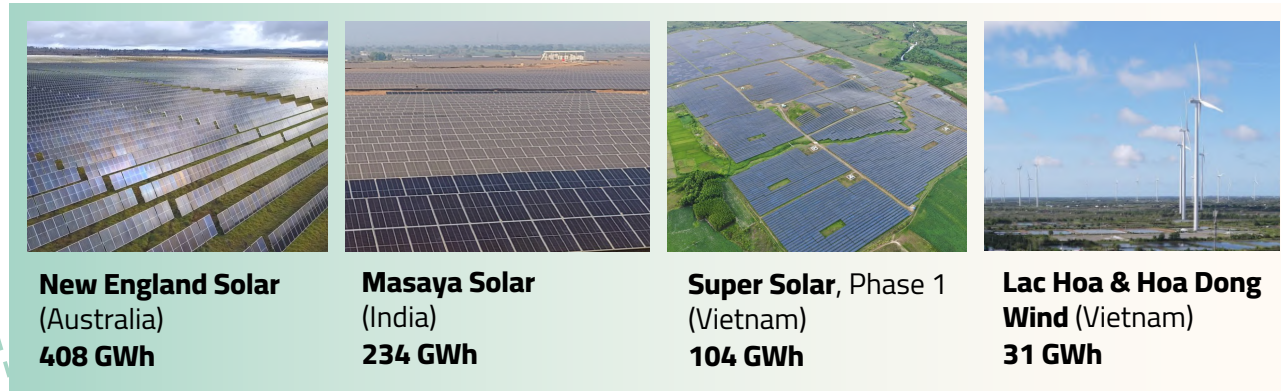 New England Solar
(Australia)
408 GWh
Masaya Solar
(India)
234 GWh
Super Solar, Phase 1
(Vietnam)
104 GWh
Lac Hoa & Hoa Dong
Wind (Vietnam)
31 GWh